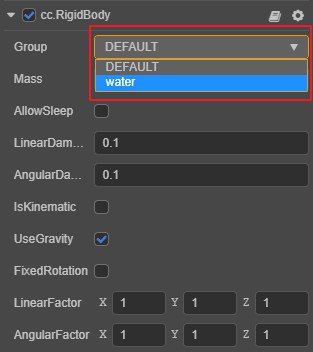 cc.RigidBody
Group DEFAULT
DEFAULT
Mass water
AllowSleep
LinearDam... 0.1
AngularDa... 0.1
IsKinematic
UseGravity
FixedRotation
LinearFactor X 1 Y 1 Z 1
AngularFactor X 1 Y 1 Z 1